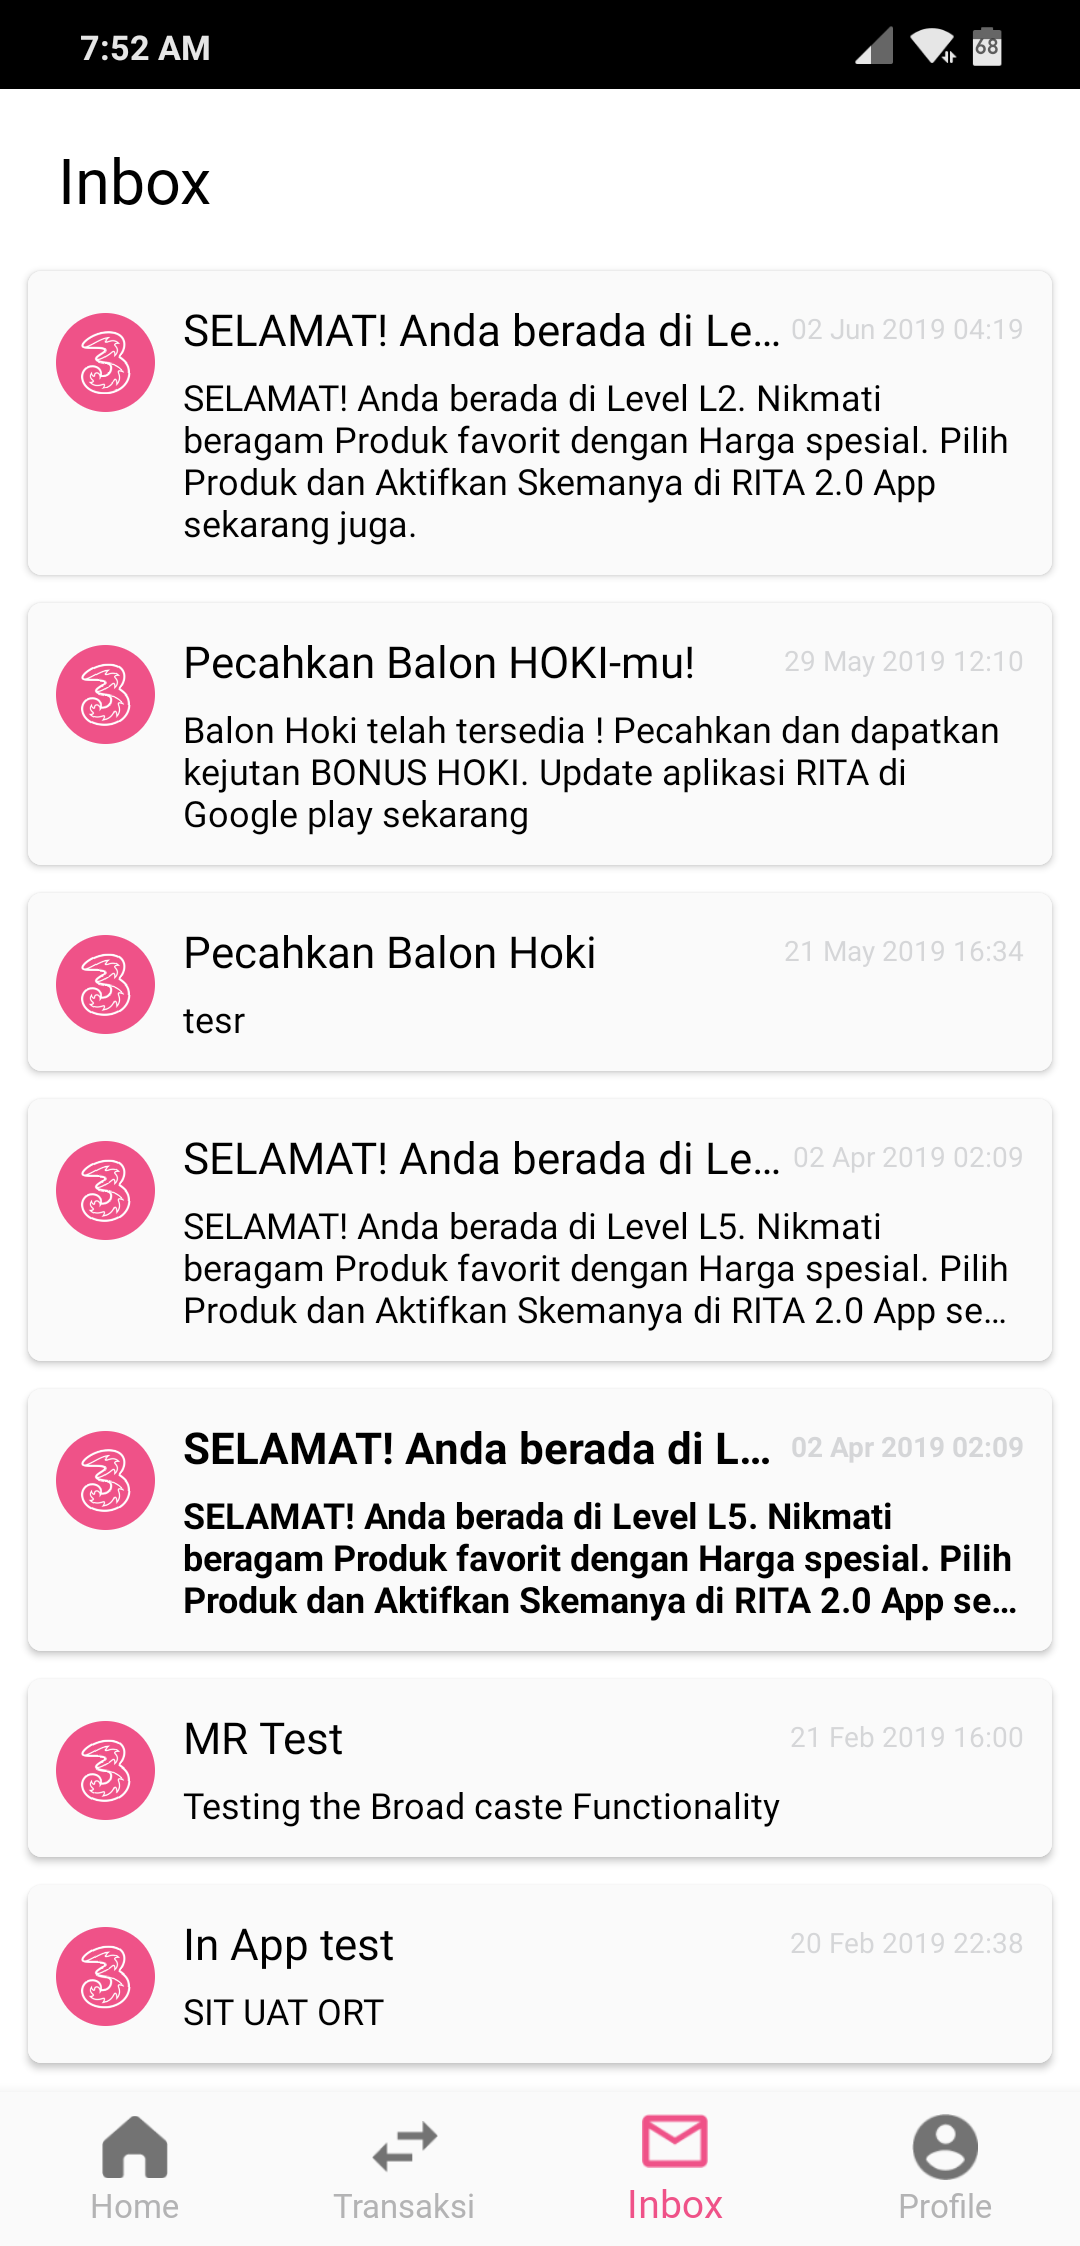 7:52 AM
68
Inbox
SELAMAT! Anda berada di Le... 02 Jun 2019 04:19
SELAMAT! Anda berada di Level L2. Nikmati
beragam Produk favorit dengan Harga spesial. Pilih
Produk dan Aktifkan Skemanya di RITA 2.0 App
sekarang juga.
Pecahkan Balon HOKI-mu! 29 May 2019 12:10
Balon Hoki telah tersedia ! Pecahkan dan dapatkan
kejutan BONUS HOKI. Update aplikasi RITA di
Google play sekarang
Pecahkan Balon Hoki 21 May 2019 16:34
tesr
SELAMAT! Anda berada di Le... 02 Apr 2019 02:09
SELAMAT! Anda berada di Level L5. Nikmati
beragam Produk favorit dengan Harga spesial. Pilih
Produk dan Aktifkan Skemanya di RITA 2.0 App se...
SELAMAT! Anda berada di L... 02 Apr 2019 02:09
SELAMAT! Anda berada di Level L5. Nikmati
beragam Produk favorit dengan Harga spesial. Pilih
Produk dan Aktifkan Skemanya di RITA 2.0 App se...
MR Test 21 Feb 2019 16:00
Testing the Broad caste Functionality
In App test 20 Feb 2019 22:38
SIT UAT ORT
Home Transaksi Inbox Profile